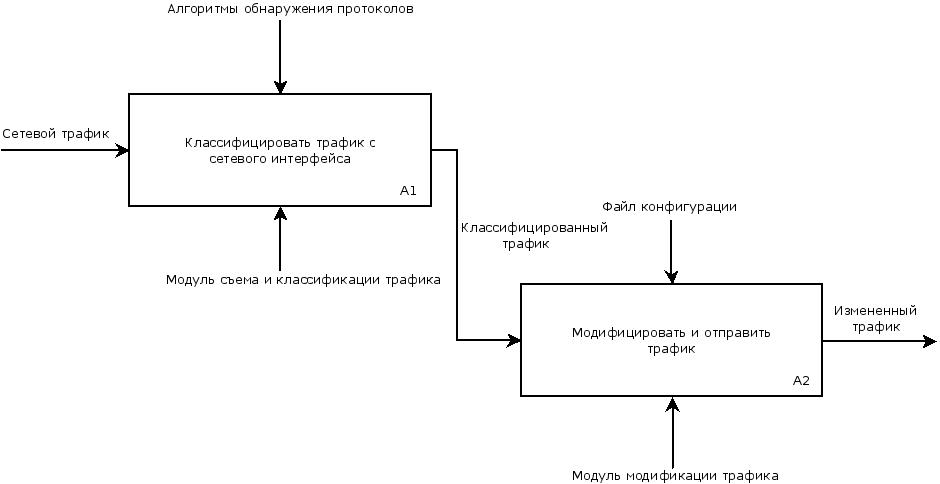 Алгоритмы обнаружения протоколов
Сетевой трафик
Классифицировать трафик с
сетевого интерфейса
A1
Модуль съема и классификации трафика
Классифицированный
трафик
Файл конфигурации
Модифицировать и отправить
трафик
A2
Измененный
трафик
Модуль модификации трафика